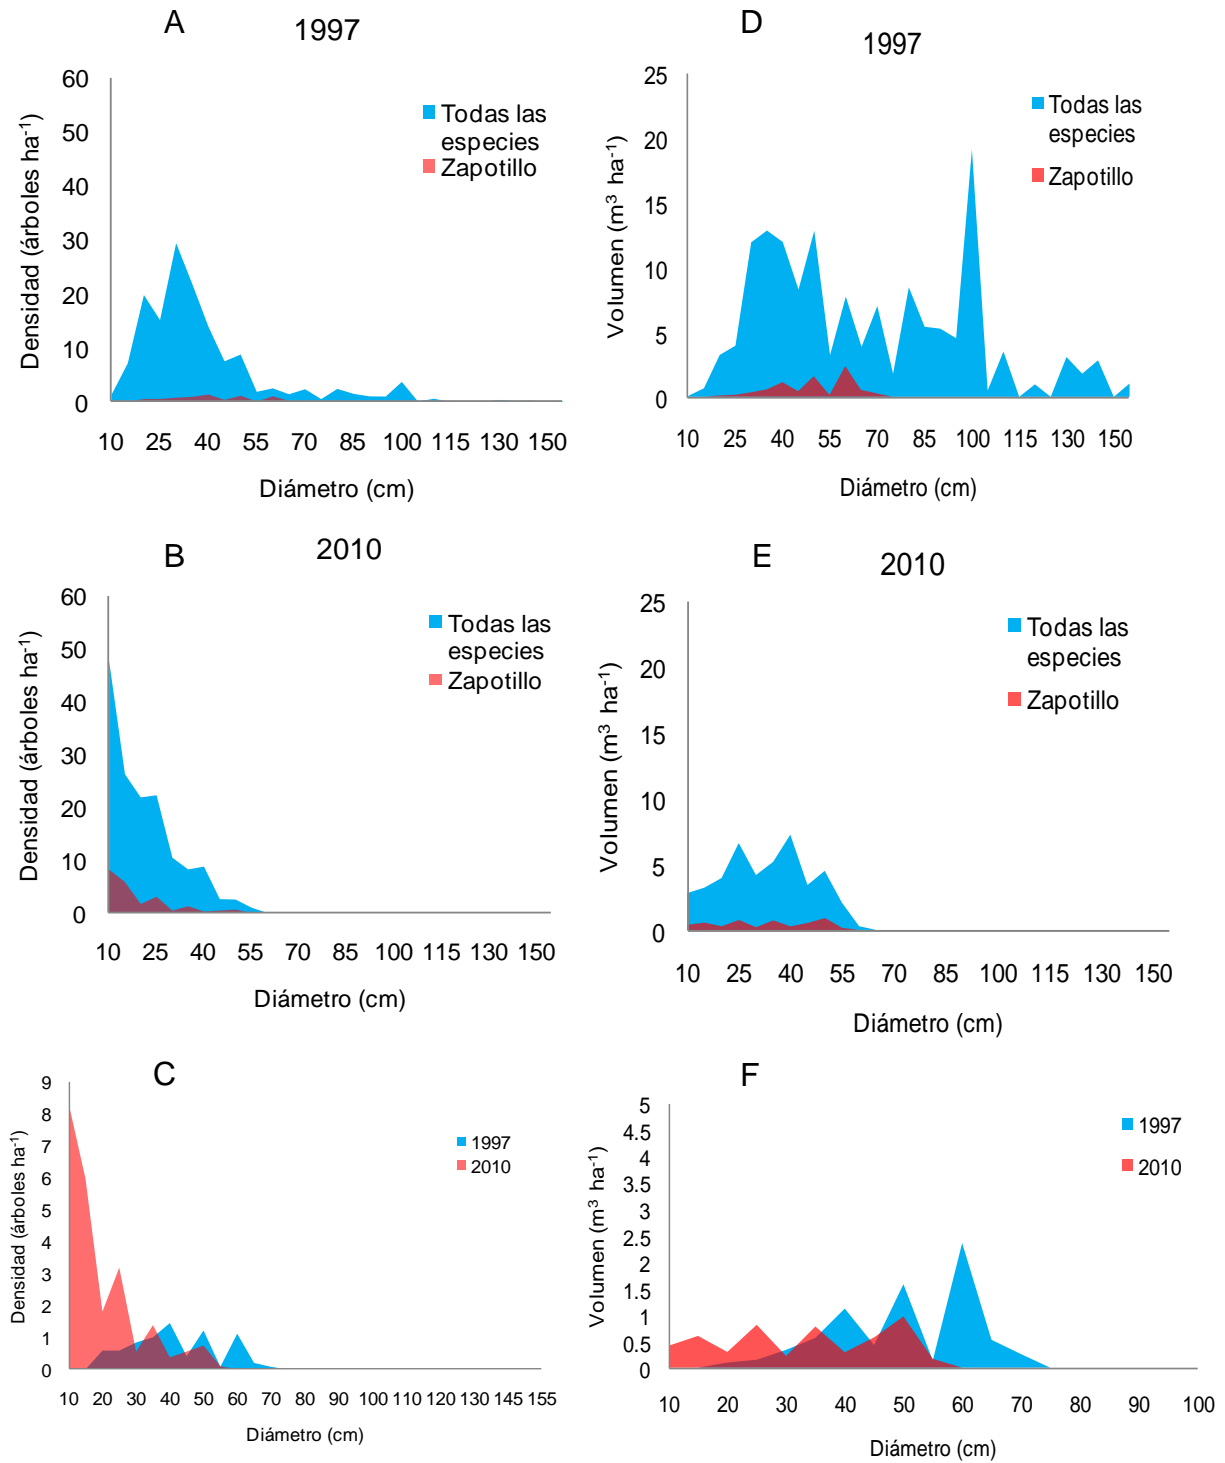 A
1997
60
50
40
30
20
10
0
Densidad (árboles ha-1)
Todas las
especies
Zapotillo
10 25 40 55 70 85 100 115 130 150
Diámetro (cm)
D
1997
25
20
15
10
5
0
Volumen (m3 ha-1)
Todas las
especies
Zapotillo
10 25 40 55 70 85 100 115 130 150
Diámetro (cm)
B
2010
60
50
40
30
20
10
0
Densidad (árboles ha-1)
Todas las
especies
Zapotillo
10 25 40 55 70 85 100 115 130 150
Diámetro (cm)
E
2010
25
20
15
10
5
0
Volumen (m3 ha-1)
Todas las
especies
Zapotillo
10 25 40 55 70 85 100 115 130 150
Diámetro (cm)
C
9
8
7
6
5
4
3
2
1
0
Densidad (árboles ha-1)
1997
2010
10 20 30 40 50 60 70 80 90 100 110 120 130 145 155
Diámetro (cm)
F
5
4.5
4
3.5
3
2.5
2
1.5
1
0.5
0
Volumen (m3 ha-1)
1997
2010
10 20 30 40 50 60 70 80 90 100
Diámetro (cm)